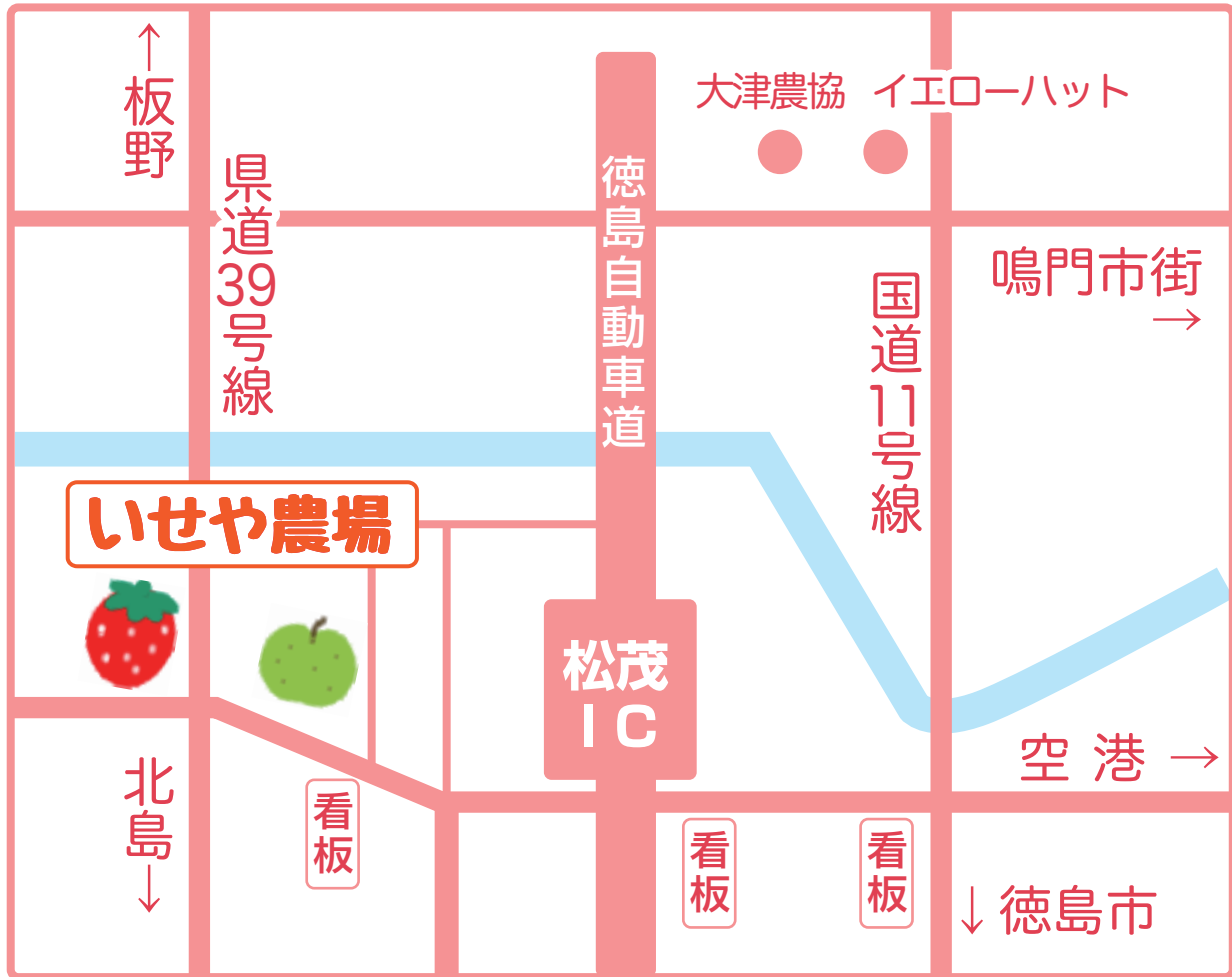 ↑
板野
大津農協
イエローハット
県道39号線
徳島自動車道
国道11号線
鳴門市街
→
いせや農場
松茂
IC
空港 →
北島
↓
看板
看板
看板
↓徳島市